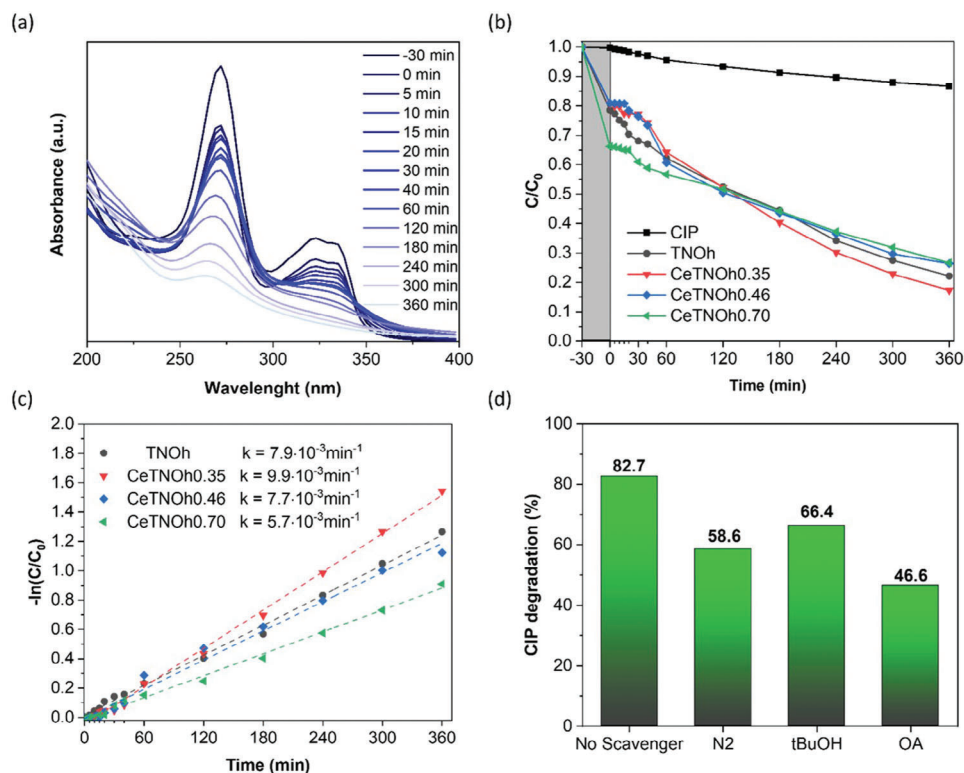 (a)
Absorbance (a.u.)
-30 min
0 min
5 min
10 min
15 min
20 min
30 min
40 min
60 min
120 min
180 min
240 min
300 min
360 min
200 250 300 350 400
Wavelenght (nm)
(b)
C/C0
1.0
0.9
0.8
0.7
0.6
0.5
0.4
0.3
0.2
0.1
0.0
CIP
TNOh
CeTNOh0.35
CeTNOh0.46
CeTNOh0.70
-30 0 60 120 180 240 300 360
Time (min)
(c)
-ln(C/C0)
2.0
1.8
1.6
1.4
1.2
1.0
0.8
0.6
0.4
0.2
0.0
TNOh k = 7.9·10-3min-1
CeTNOh0.35 k = 9.9·10-3min-1
CeTNOh0.46 k = 7.7·10-3min-1
CeTNOh0.70 k = 5.7·10-3min-1
0 60 120 180 240 300 360
Time (min)
(d)
CIP degradation (%)
100
80
60
40
20
0
82.7
58.6
66.4
46.6
No Scavenger N2 tBuOH OA